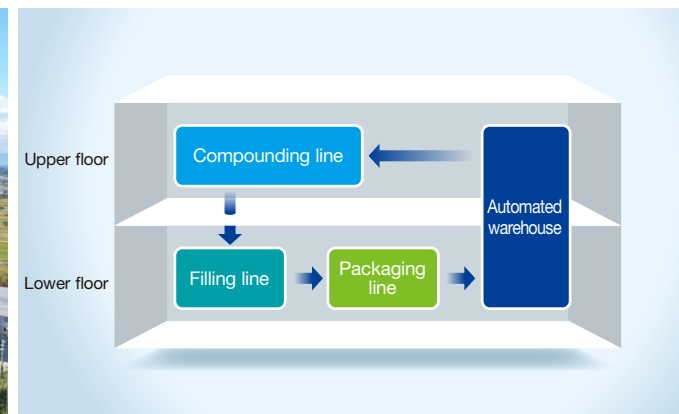 Upper floor
Compounding line
Automated
warehouse
Lower floor
Filling line
Packaging
line